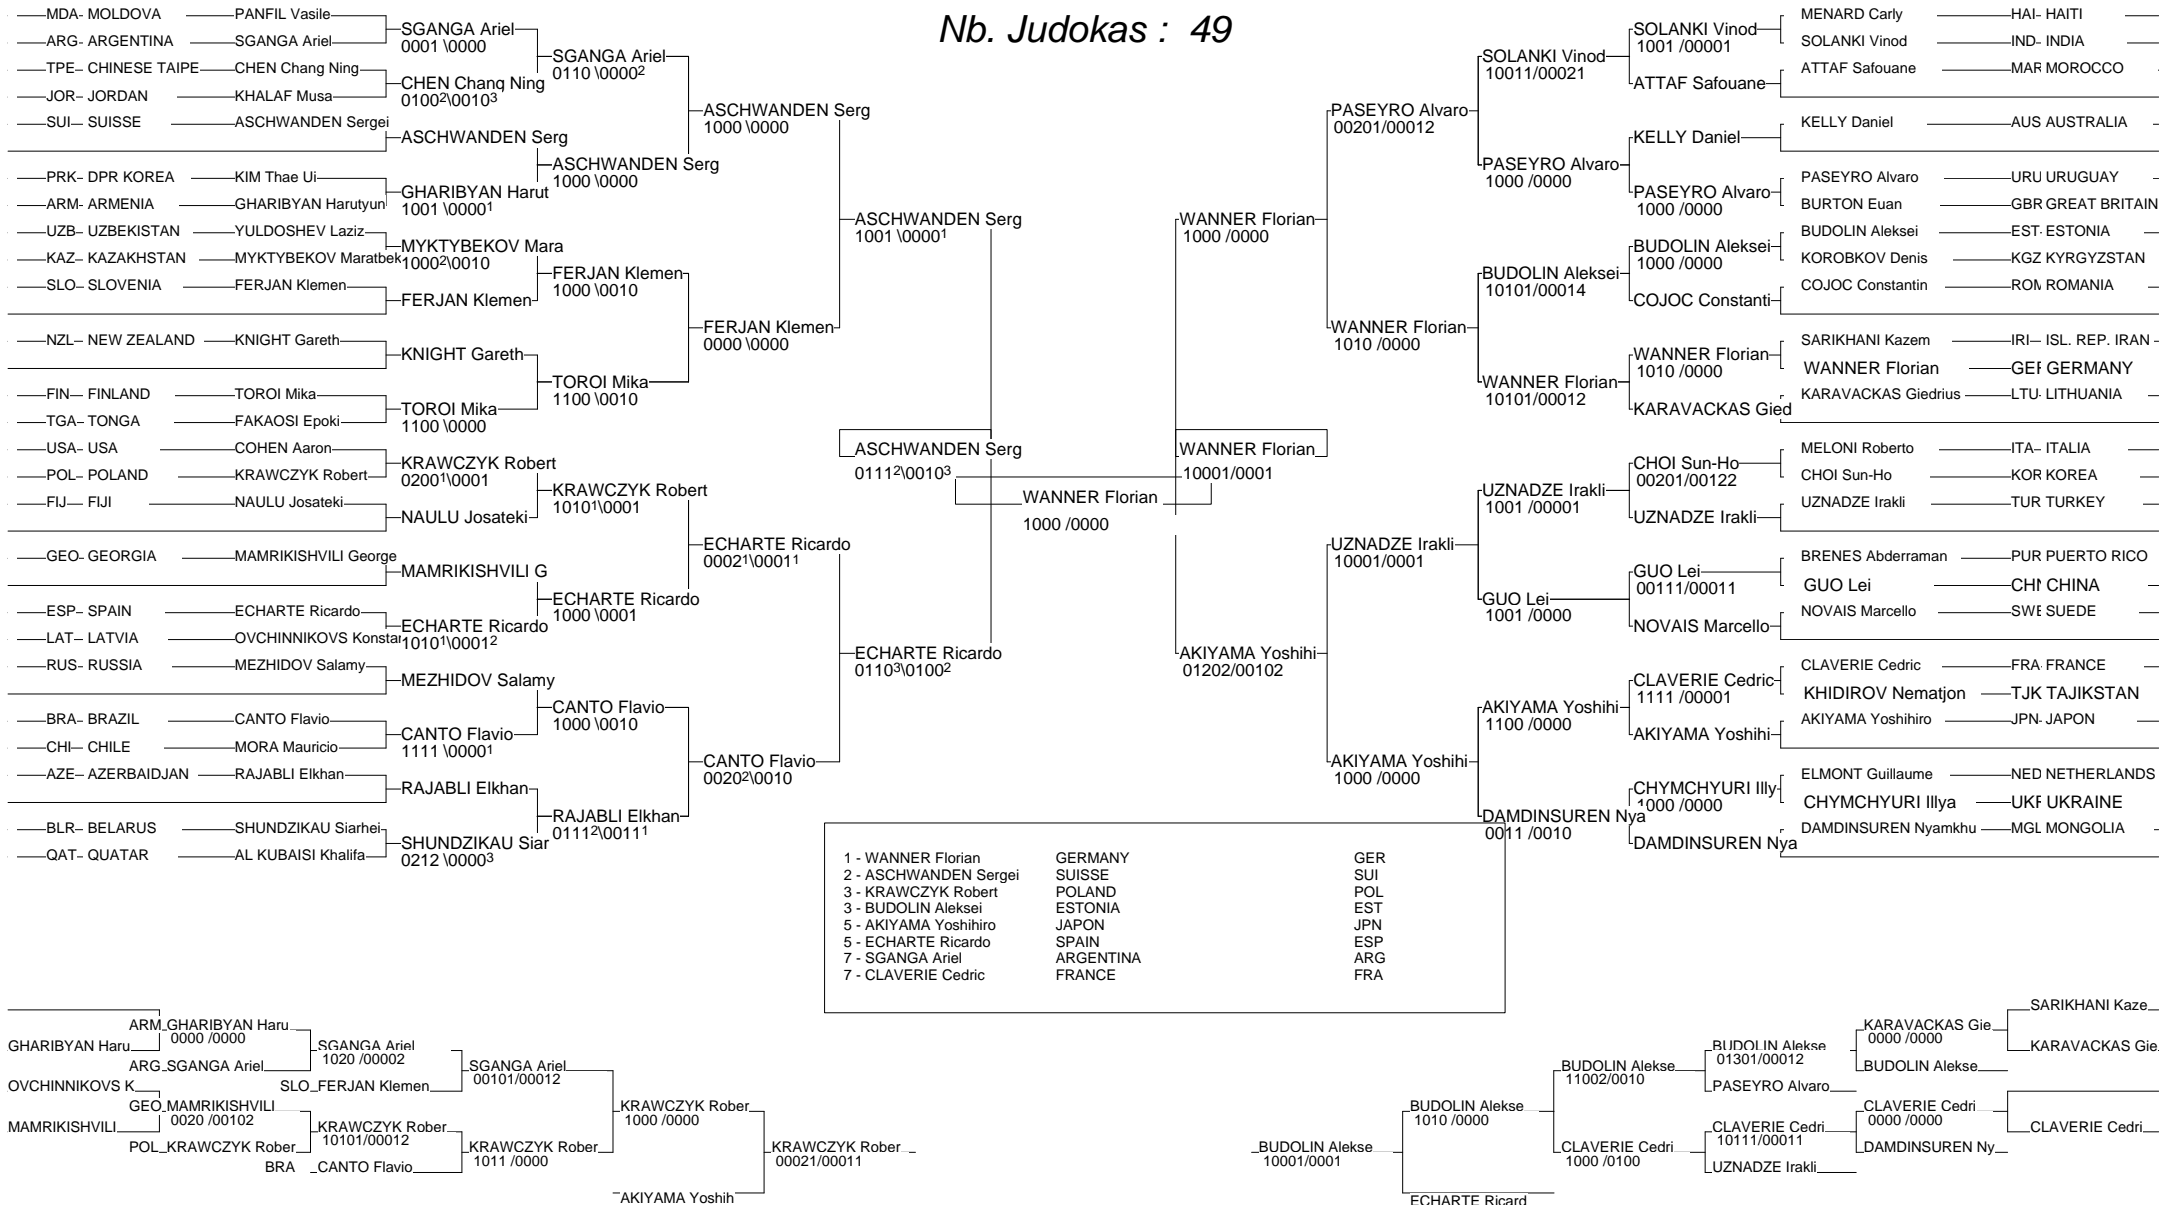 Nb. Judokas : 49
MDA- MOLDOVA PANFIL Vasile
ARG- ARGENTINA SGANGA Ariel
TPE- CHINESE TAIPE CHEN Chang Ning
JOR- JORDAN KHALAF Musa
SUI- SUISSE ASCHWANDEN Sergei
PRK- DPR KOREA KIM Thae Ui
ARM- ARMENIA GHARIBYAN Harutyun
UZB- UZBEKISTAN YULDOSHEV Laziz
KAZ- KAZAKHSTAN MYKTYBEKOV Maratbek
SLO- SLOVENIA FERJAN Klemen
NZL- NEW ZEALAND KNIGHT Gareth
FIN- FINLAND TOROI Mika
TGA- TONGA FAKAOSI Epoki
USA- USA COHEN Aaron
POL- POLAND KRAWCZYK Robert
FIJ- FIJI NAULU Josateki
GEO- GEORGIA MAMRIKISHVILI George
ESP- SPAIN ECHARTE Ricardo
LAT- LATVIA OVCHINNIKOVS Konstar
RUS- RUSSIA MEZHIDOV Salamy
BRA- BRAZIL CANTO Flavio
CHI- CHILE MORA Mauricio
AZE- AZERBAIDJAN RAJABLI Elkhan
BLR- BELARUS SHUNDZIKAU Siarhei
QAT- QUATAR AL KUBAISI Khalifa
SGANGA Ariel
0001 \0000
CHEN Chang Ning
0100² \0010³
ASCHWANDEN Serg
GHARIBYAN Harut
1001 \0000¹
MYKTYBEKOV Mara
1000² \0010
FERJAN Klemen
KNIGHT Gareth
TOROI Mika
1100 \0000
KRAWCZYK Robert
0200¹ \0001
NAULU Josateki
MAMRIKISHVILI G
ECHARTE Ricardo
1010¹ \0001²
MEZHIDOV Salamy
CANTO Flavio
1111 \0000¹
RAJABLI Elkhan
SHUNDZIKAU Siar
0212 \0000³
SGANGA Ariel
0110 \0000²
ASCHWANDEN Serg
1000 \0000
FERJAN Klemen
1000 \0010
TOROI Mika
1100 \0010
KRAWCZYK Robert
1010¹ \0001
ECHARTE Ricardo
1000 \0001
CANTO Flavio
1000 \0010
RAJABLI Elkhan
0111² \0011¹
ASCHWANDEN Serg
1000 \0000
FERJAN Klemen
0000 \0000
ECHARTE Ricardo
0002¹ \0001¹
CANTO Flavio
0020² \0010
ASCHWANDEN Serg
1001 \0000¹
ECHARTE Ricardo
0110³ \0100²
ASCHWANDEN Serg
0111² \0010³
WANNER Florian
1000 /0000
WANNER Florian
10001/0001
WANNER Florian
1000 /0000
AKIYAMA Yoshihi
01202/00102
PASEYRO Alvaro
00201/00012
WANNER Florian
1010 /0000
UZNADZE Irakli
10001/0001
AKIYAMA Yoshihi
1000 /0000
SOLANKI Vinod
10011/00021
PASEYRO Alvaro
1000 /0000
BUDOLIN Aleksei
10101/00014
WANNER Florian
10101/00012
UZNADZE Irakli
1001 /00001
GUO Lei
1001 /0000
AKIYAMA Yoshihi
1100 /0000
DAMDINSUREN Nya
0011 /0010
SOLANKI Vinod
1001 /00001
ATTAF Safouane
KELLY Daniel
PASEYRO Alvaro
1000 /0000
BUDOLIN Aleksei
1000 /0000
COJOC Constanti
WANNER Florian
1010 /0000
KARAVACKAS Gied
CHOI Sun-Ho
00201/00122
UZNADZE Irakli
GUO Lei
00111/00011
NOVAIS Marcello
CLAVERIE Cedric
1111 /00001
AKIYAMA Yoshihi
CHYMCHYURI Illy
1000 /0000
DAMDINSUREN Nya
MENARD Carly HAI- HAITI
SOLANKI Vinod IND- INDIA
ATTAF Safouane MAR MOROCCO
KELLY Daniel AUS AUSTRALIA
PASEYRO Alvaro URU URUGUAY
BURTON Euan GBR GREAT BRITAIN
BUDOLIN Aleksei EST- ESTONIA
KOROBKOV Denis KGZ KYRGYZSTAN
COJOC Constantin ROM ROMANIA
SARIKHANI Kazem IRI- ISL. REP. IRAN
WANNER Florian GER GERMANY
KARAVACKAS Giedrius LTU- LITHUANIA
MELONI Roberto ITA- ITALIA
CHOI Sun-Ho KOR KOREA
UZNADZE Irakli TUR TURKEY
BRENES Abderraman PUR PUERTO RICO
GUO Lei CHN CHINA
NOVAIS Marcello SWE SUEDE
CLAVERIE Cedric FRA- FRANCE
KHIDIROV Nematjon TJK TAJIKSTAN
AKIYAMA Yoshihiro JPN- JAPON
ELMONT Guillaume NED NETHERLANDS
CHYMCHYURI Illya UKR UKRAINE
DAMDINSUREN Nyamkhu MGL MONGOLIA
1 - WANNER Florian GERMANY GER
2 - ASCHWANDEN Sergei SUISSE SUI
3 - KRAWCZYK Robert POLAND POL
3 - BUDOLIN Aleksei ESTONIA EST
5 - AKIYAMA Yoshihiro JAPON JPN
5 - ECHARTE Ricardo SPAIN ESP
7 - SGANGA Ariel ARGENTINA ARG
7 - CLAVERIE Cedric FRANCE FRA
GHARIBYAN Haru
OVCHINNIKOVS K
MAMRIKISHVILI
ARM GHARIBYAN Haru
0000 /0000
ARG SGANGA Ariel
GEO MAMRIKISHVILI
0020 /00102
POL KRAWCZYK Rober
SGANGA Ariel
1020 /00002
SLO FERJAN Klemen
KRAWCZYK Rober
10101/00012
BRA CANTO Flavio
SGANGA Ariel
00101/00012
KRAWCZYK Rober
1011 /0000
KRAWCZYK Rober
1000 /0000
AKIYAMA Yoshih
KRAWCZYK Rober
00021/00011
BUDOLIN Alekse
10001/0001
BUDOLIN Alekse
1010 /0000
ECHARTE Ricard
BUDOLIN Alekse
11002/0010
CLAVERIE Cedri
1000 /0100
BUDOLIN Alekse
01301/00012
PASEYRO Alvaro
CLAVERIE Cedri
10111/00011
UZNADZE Irakli
KARAVACKAS Gie
0000 /0000
BUDOLIN Alekse
CLAVERIE Cedri
0000 /0000
DAMDINSUREN Ny
SARIKHANI Kaze
KARAVACKAS Gie
CLAVERIE Cedri